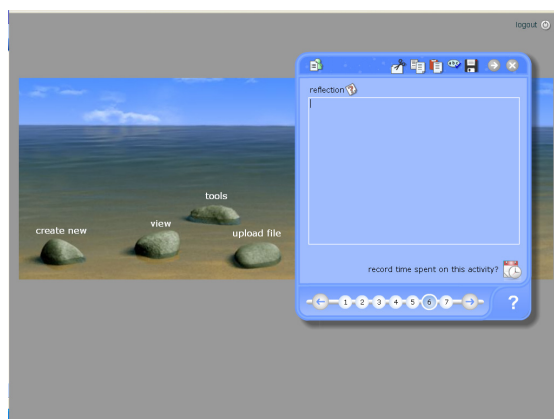 logout
reflection
tools
create new
view
upload file
record time spent on this activity?
1 2 3 4 5 6 7
?